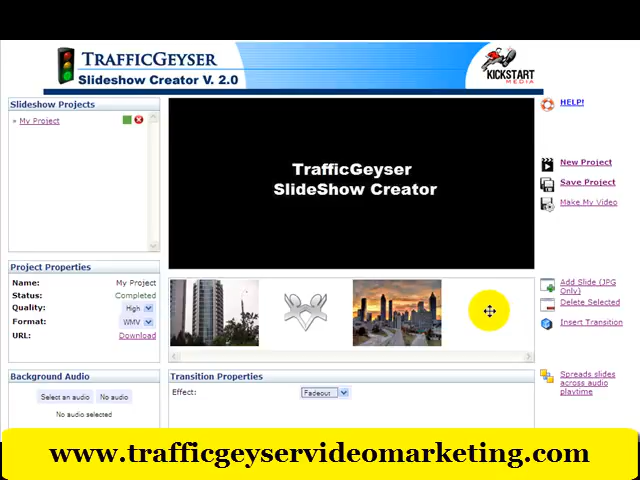 TRAFFICGEYSER
Slideshow Creator V. 2.0
KICKSTART
MEDIA
Slideshow Projects
» My Project
TrafficGeyser
SlideShow Creator
HELP!
New Project
Save Project
Make My Video
Project Properties
Name: My Project
Status: Completed
Quality: High
Format: WMV
URL: Download
Add Slide (JPG
Only)
Delete Selected
Insert Transition
Background Audio
Select an audio
No audio
No audio selected
Transition Properties
Effect: Fadeout
Spreads slides
across audio
playtime
www.trafficgeyservideomarketing.com